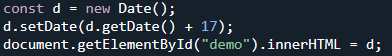 const d = new Date();
d.setDate(d.getDate() + 17);
document.getElementById("demo").innerHTML = d;